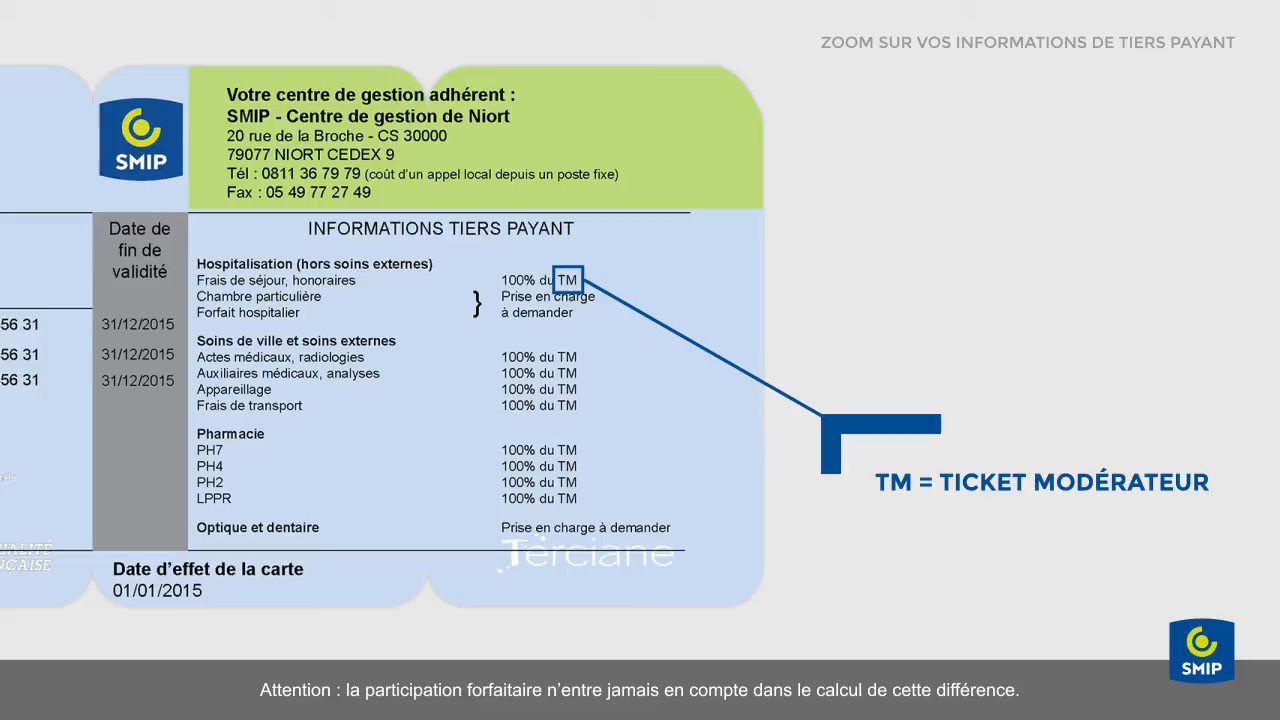 ZOOM SUR VOS INFORMATIONS DE TIERS PAYANT
SMIP
Votre centre de gestion adhérent :
SMIP - Centre de gestion de Niort
20 rue de la Broche - CS 30000
79077 NIORT CEDEX 9
Tél : 0811 36 79 79 (coût d'un appel local depuis un poste fixe)
Fax : 05 49 77 27 49
Date de
fin de
validité
56 31 31/12/2015
56 31 31/12/2015
56 31 31/12/2015
INFORMATIONS TIERS PAYANT
Hospitalisation (hors soins externes)
Frais de séjour, honoraires 100% du TM
Chambre particulière } Prise en charge
Forfait hospitalier à demander
Soins de ville et soins externes
Actes médicaux, radiologies 100% du TM
Auxiliaires médicaux, analyses 100% du TM
Appareillage 100% du TM
Frais de transport 100% du TM
Pharmacie
PH7 100% du TM
PH4 100% du TM
PH2 100% du TM
LPPR 100% du TM
Optique et dentaire Prise en charge à demander
Terciane
Date d'effet de la carte
01/01/2015
TM = TICKET MODÉRATEUR
SMIP
Attention : la participation forfaitaire n'entre jamais en compte dans le calcul de cette différence.